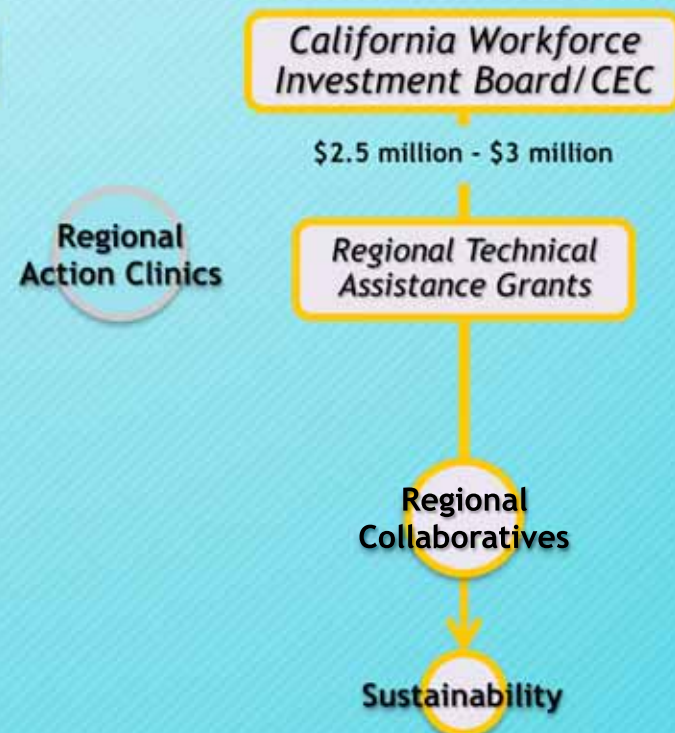 California Workforce
Investment Board/CEC
$2.5 million - $3 million
Regional
Action Clinics
Regional Technical
Assistance Grants
Regional
Collaboratives
Sustainability